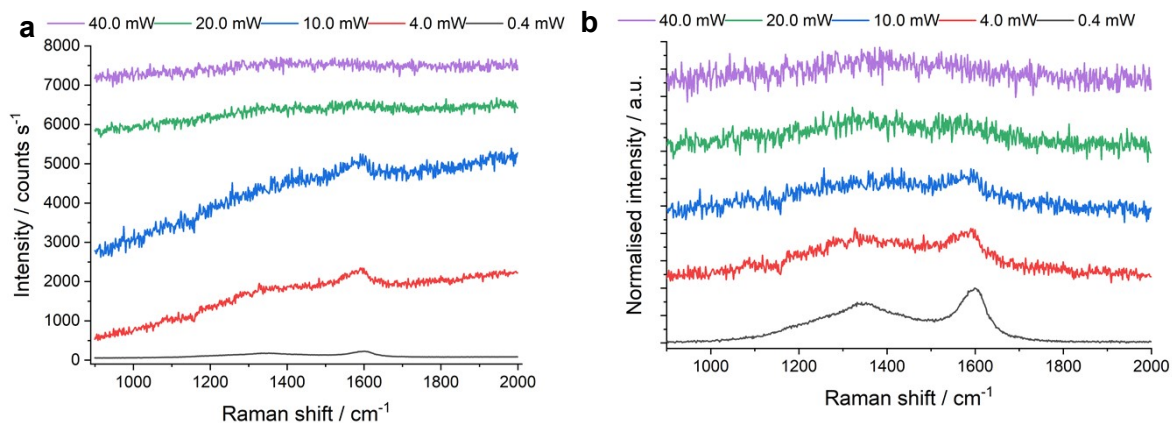 a
40.0 mW 20.0 mW 10.0 mW 4.0 mW 0.4 mW
8000
7000
6000
5000
4000
3000
2000
1000
0
Intensity / counts s⁻¹
1000 1200 1400 1600 1800 2000
Raman shift / cm⁻¹
b
40.0 mW 20.0 mW 10.0 mW 4.0 mW 0.4 mW
Normalised intensity / a.u.
1000 1200 1400 1600 1800 2000
Raman shift / cm⁻¹